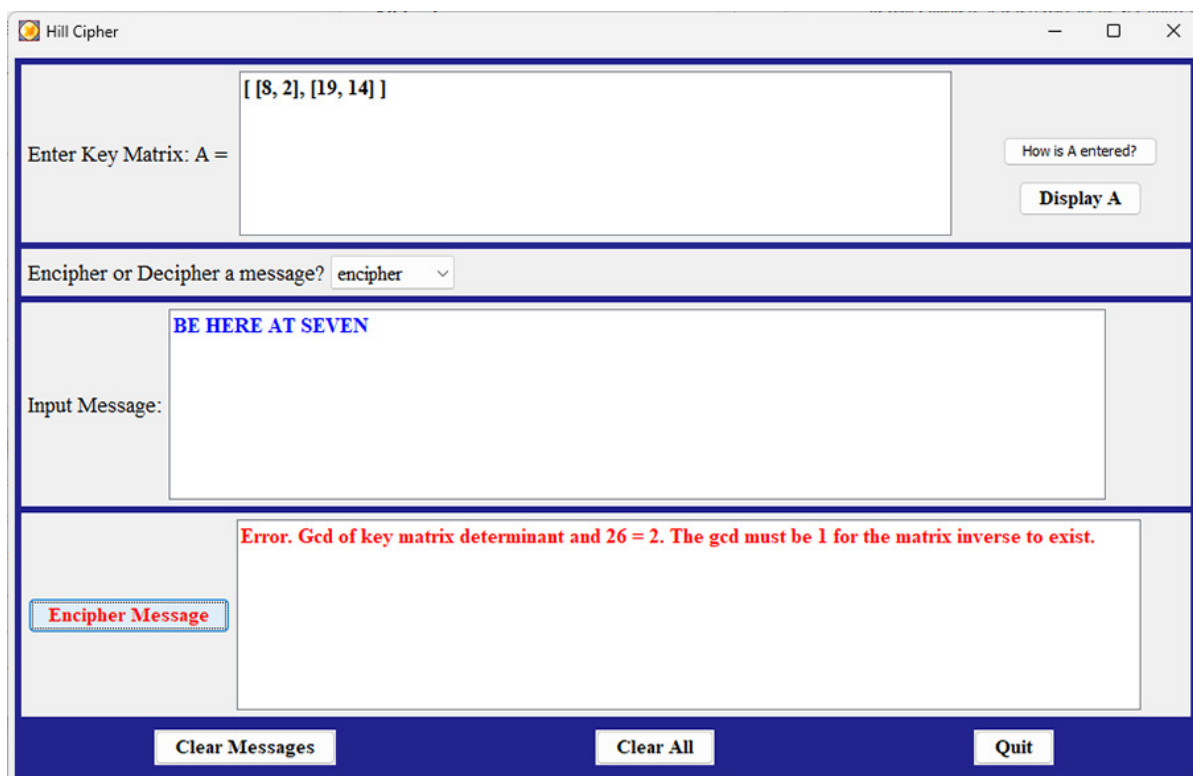 Hill Cipher
[ [8, 2], [19, 14] ]
Enter Key Matrix: A =
How is A entered?
Display A
Encipher or Decipher a message? encipher
BE HERE AT SEVEN
Input Message:
Error. Gcd of key matrix determinant and 26 = 2. The gcd must be 1 for the matrix inverse to exist.
Encipher Message
Clear Messages Clear All Quit